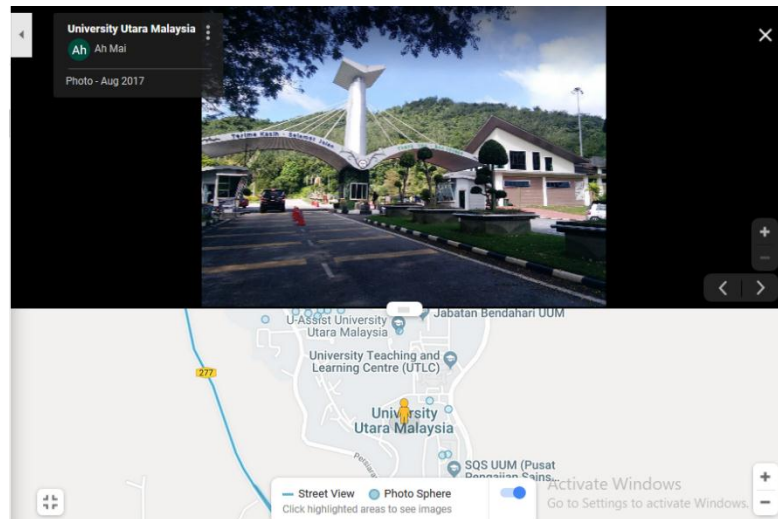 University Utara Malaysia
Ah
Ah Mai
Photo - Aug 2017
Terima Kasih - Selamat Jalan
U-Assist University
Utara Malaysia
Jabatan Bendahari UUM
University Teaching and
Learning Centre (UTLC)
277
University
Utara Malaysia
SQS UUM (Pusat
Pengajian Sains...
Street View
Photo Sphere
Click highlighted areas to see images
Activate Windows
Go to Settings to activate Windows.